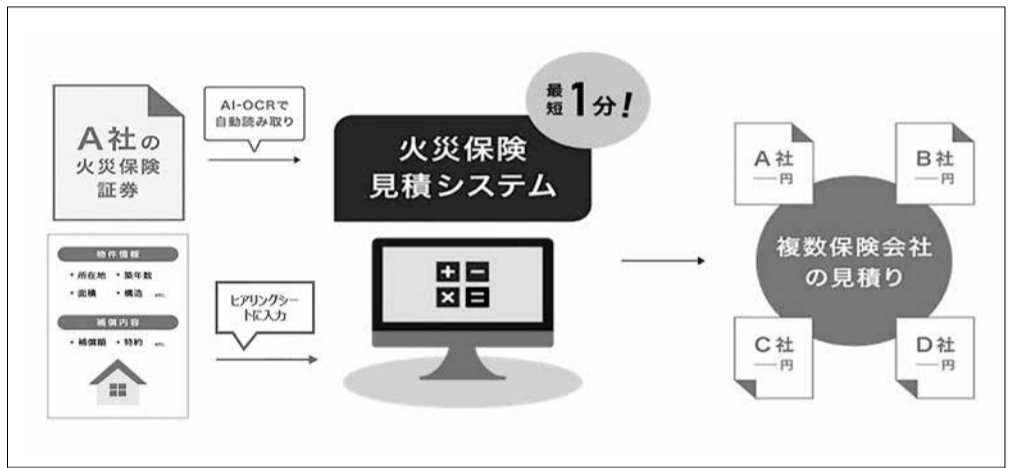 A社の
火災保険
証券
AI-OCRで
自動読み取り
物件情報
・所在地 ・築年数
・面積 ・構造
補償内容
・補償額 ・特約
ヒアリングシー
トに入力
最短1分!
火災保険
見積システム
A社
―円
B社
―円
複数保険会社
の見積り
C社
―円
D社
―円